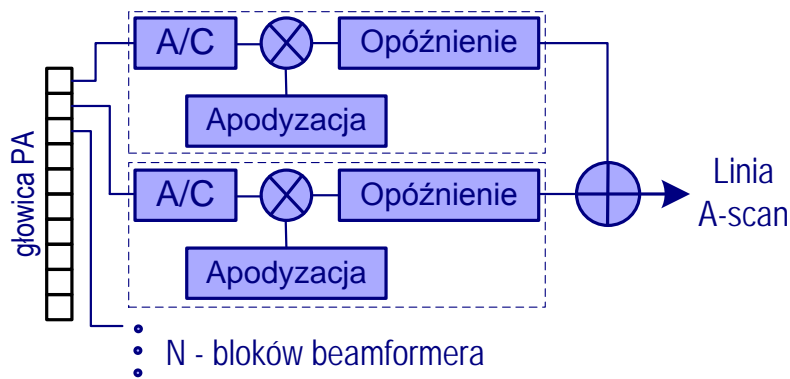 A/C
Opóźnienie
Apodyzacja
głowica PA
A/C
Opóźnienie
Apodyzacja
Linia
A-scan
N - bloków beamformera